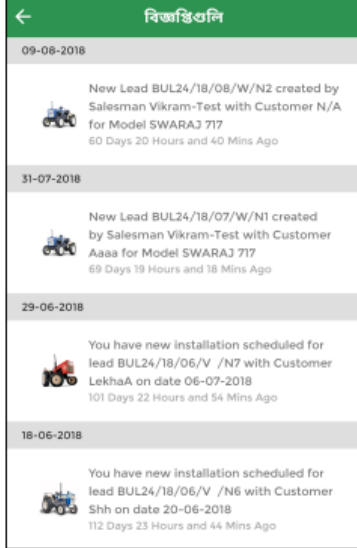 বিজ্ঞপ্তিগুলি
09-08-2018
New Lead BUL24/18/08/W/N2 created by
Salesman Vikram-Test with Customer N/A
for Model SWARAJ 717
60 Days 20 Hours and 40 Mins Ago
31-07-2018
New Lead BUL24/18/07/W/N1 created
by Salesman Vikram-Test with Customer
Aaaa for Model SWARAJ 717
69 Days 19 Hours and 18 Mins Ago
29-06-2018
You have new installation scheduled for
lead BUL24/18/06/V /N7 with Customer
LekhaA on date 06-07-2018
101 Days 22 Hours and 54 Mins Ago
18-06-2018
You have new installation scheduled for
lead BUL24/18/06/V /N6 with Customer
Shh on date 20-06-2018
112 Days 23 Hours and 44 Mins Ago